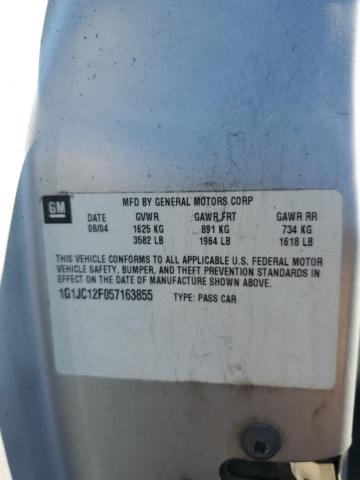 GM
MFD BY GENERAL MOTORS CORP
DATE GVWR GAWR FRT GAWR RR
08/04 1625 KG 891 KG 734 KG
3582 LB 1964 LB 1618 LB
THIS VEHICLE CONFORMS TO ALL APPLICABLE U.S. FEDERAL MOTOR
VEHICLE SAFETY, BUMPER, AND THEFT PREVENTION STANDARDS
IN EFFECT ON THE DATE OF MANUFACTURE SHOWN ABOVE.
1G1JC12F057163855 TYPE: PASS CAR